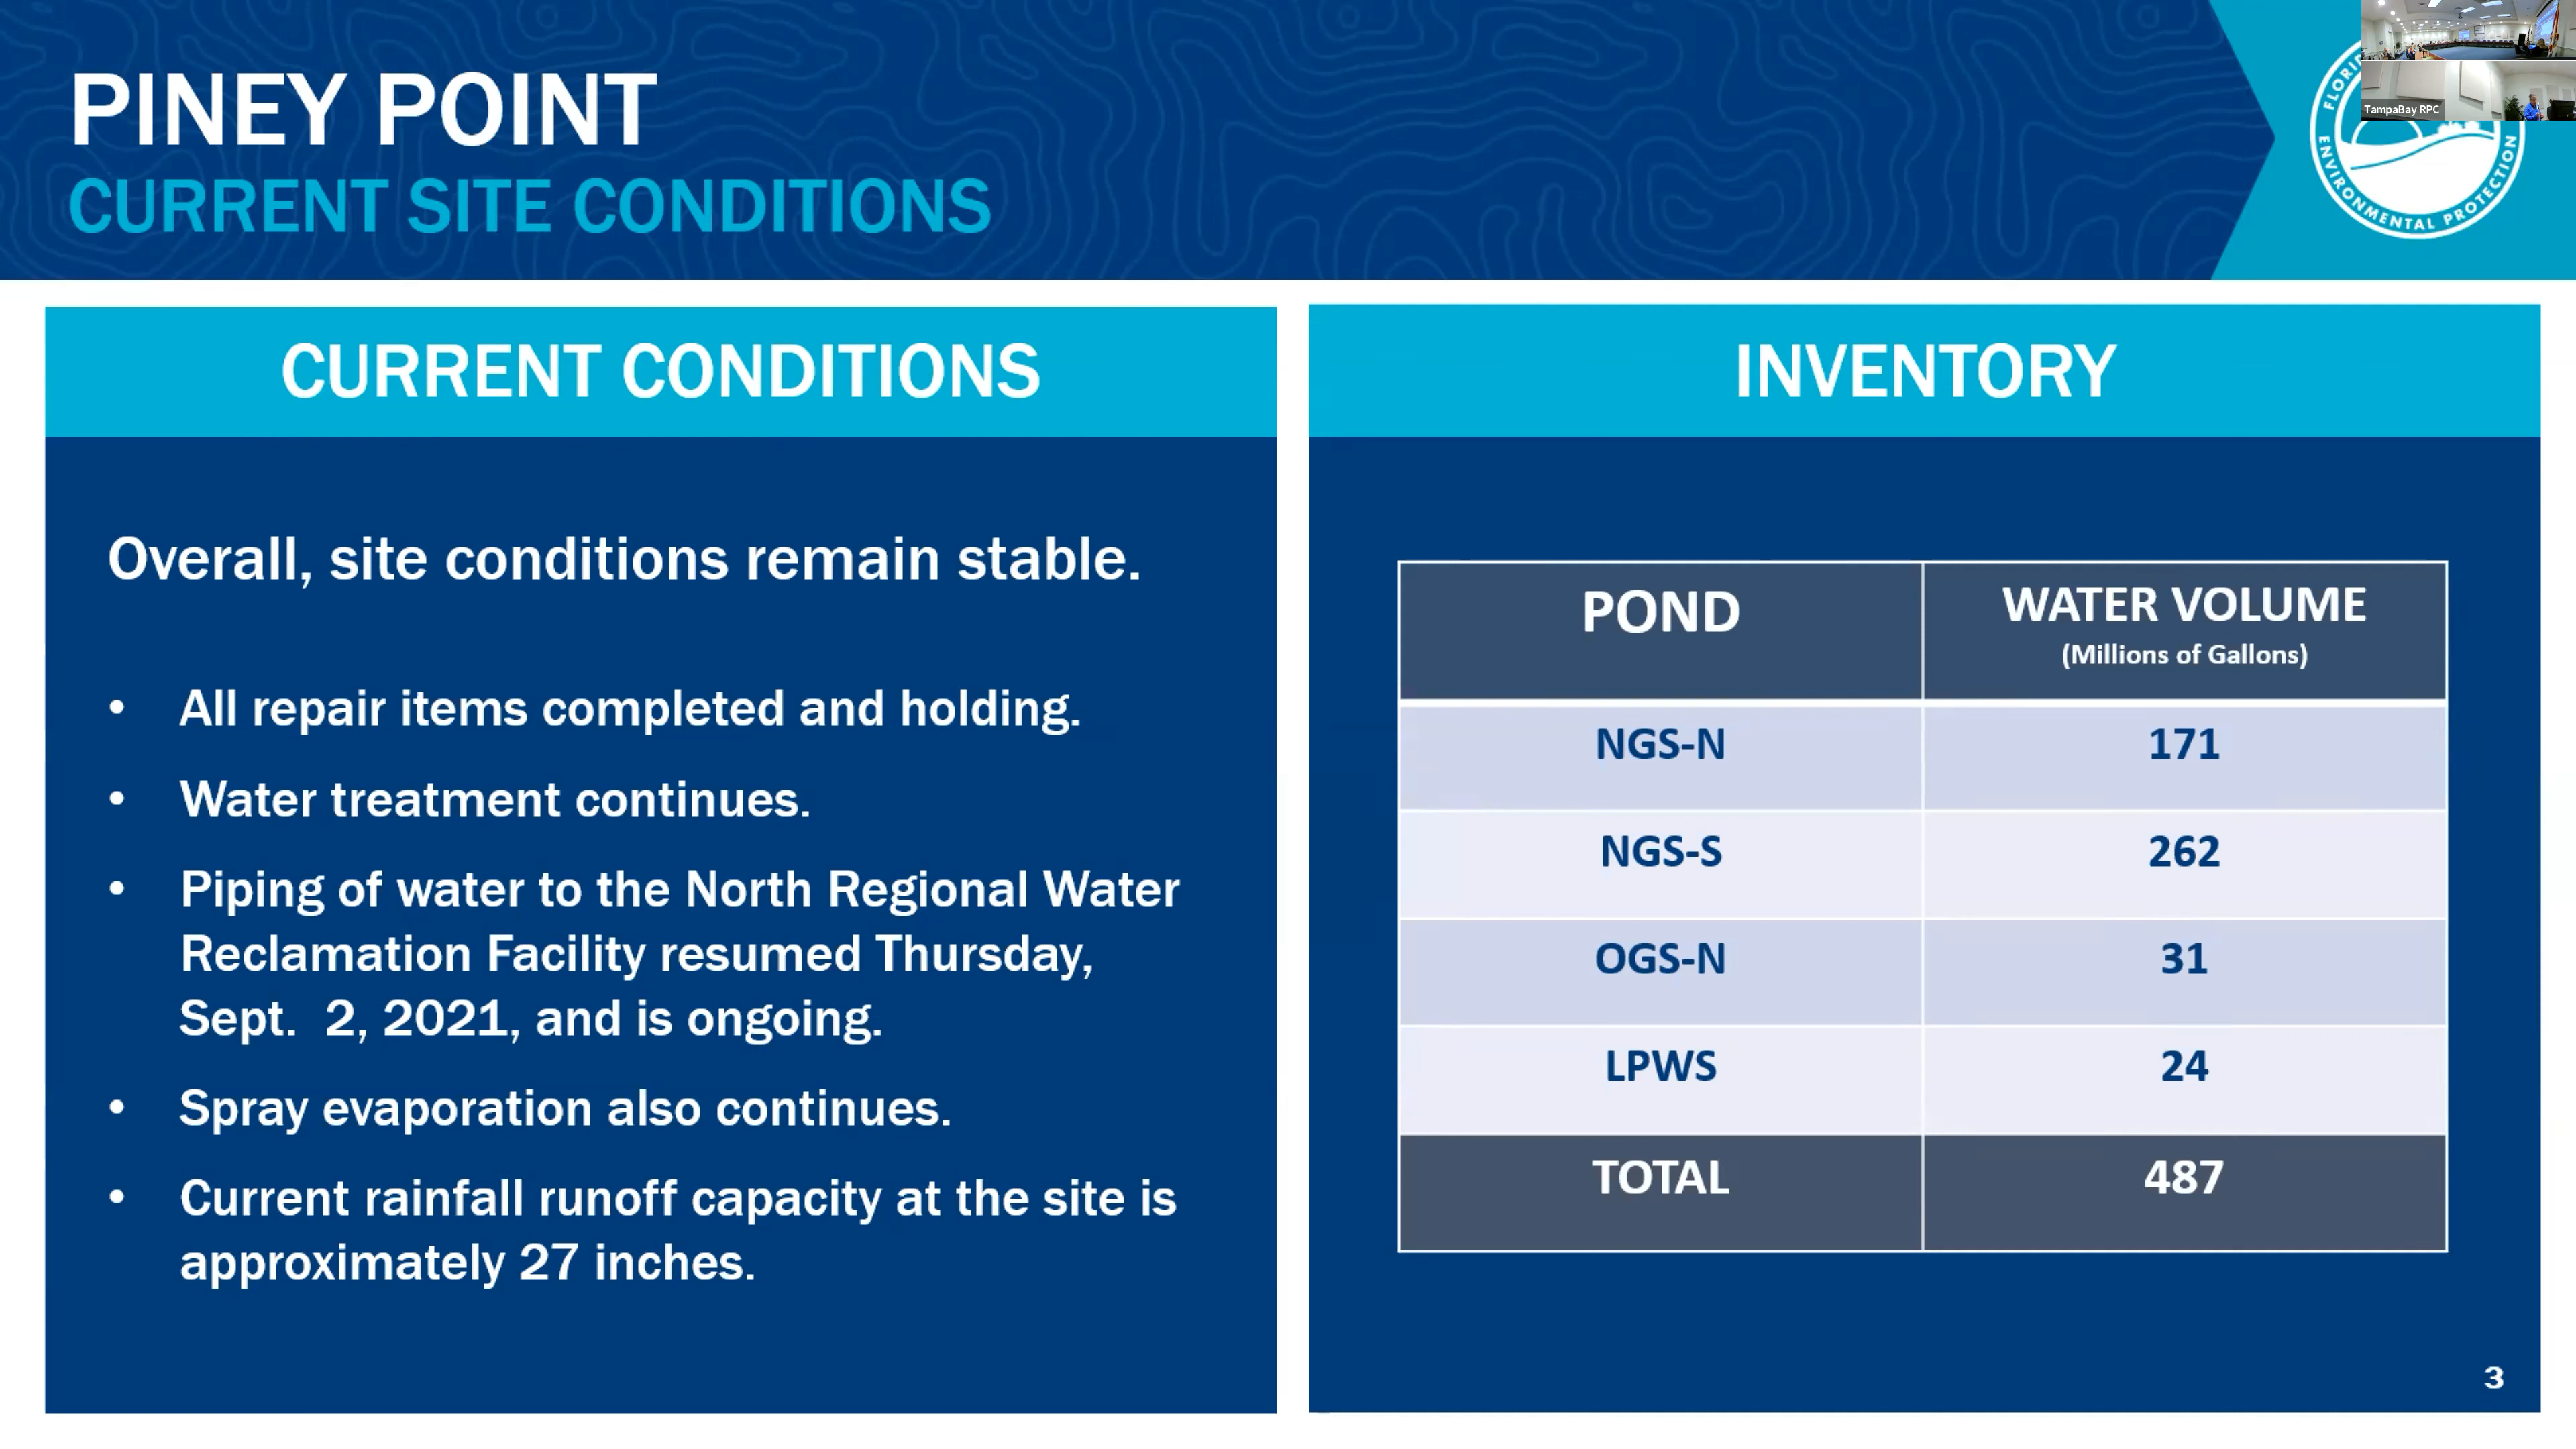 PINEY POINT
CURRENT SITE CONDITIONS
TampaBay RPC
ENVIRONMENTAL PROTECTION
CURRENT CONDITIONS
Overall, site conditions remain stable.
• All repair items completed and holding.
• Water treatment continues.
• Piping of water to the North Regional Water
Reclamation Facility resumed Thursday,
Sept.  2, 2021, and is ongoing.
• Spray evaporation also continues.
• Current rainfall runoff capacity at the site is
approximately 27 inches.
INVENTORY
POND WATER VOLUME
(Millions of Gallons)
NGS-N 171
NGS-S 262
OGS-N 31
LPWS 24
TOTAL 487
3